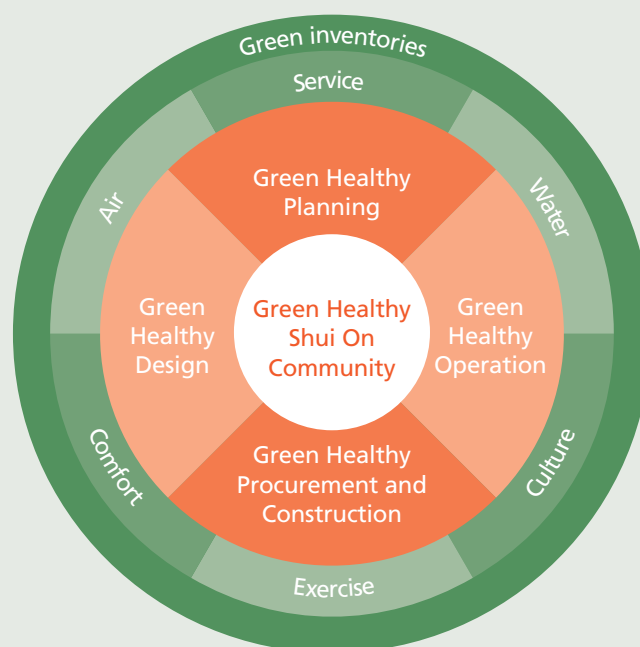 Green inventories
Service
Air
Water
Green Healthy
Planning
Green
Healthy
Design
Green Healthy
Shui On
Community
Green
Healthy
Operation
Green Healthy
Procurement and
Construction
Comfort
Culture
Exercise